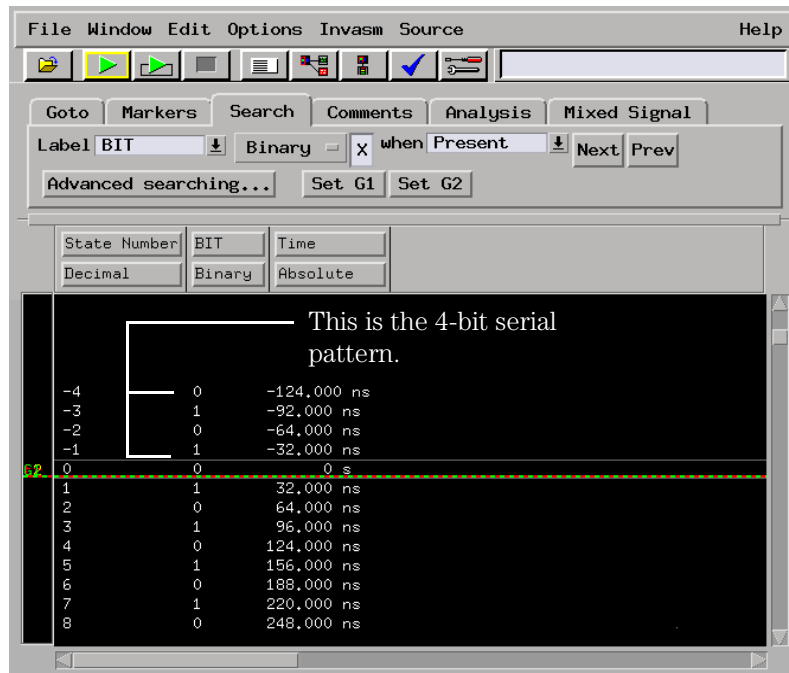 File Window Edit Options Invasm Source Help
Goto Markers Search Comments Analysis Mixed Signal
Label BIT Binary X when Present Next Prev
Advanced searching... Set G1 Set G2
State Number BIT Time
Decimal Binary Absolute
This is the 4-bit serial
pattern.
-4 0 -124.000 ns
-3 1 -92.000 ns
-2 0 -64.000 ns
-1 1 -32.000 ns
G2 0 0 0 s
1 1 32.000 ns
2 0 64.000 ns
3 1 96.000 ns
4 0 124.000 ns
5 1 156.000 ns
6 0 188.000 ns
7 1 220.000 ns
8 0 248.000 ns